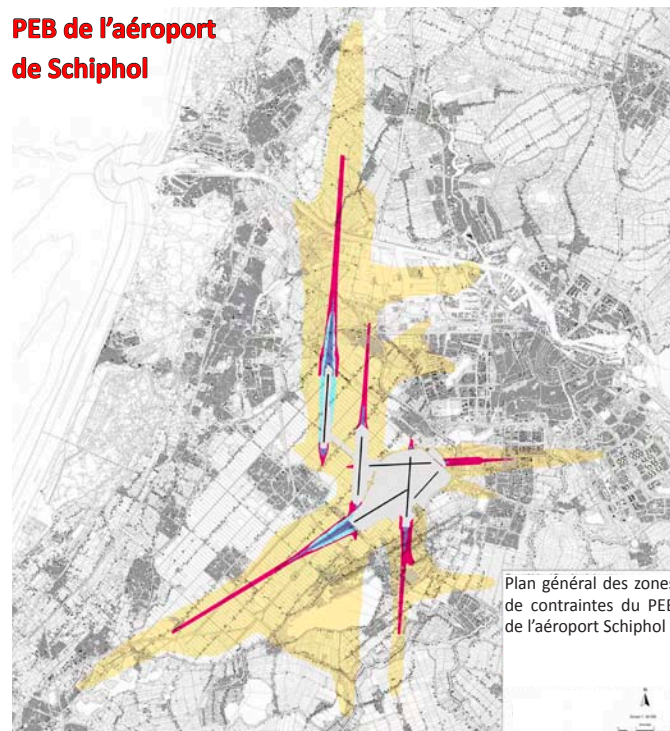 PEB de l'aéroport
de Schiphol
Plan général des zones
de contraintes du PEB
de l'aéroport Schiphol